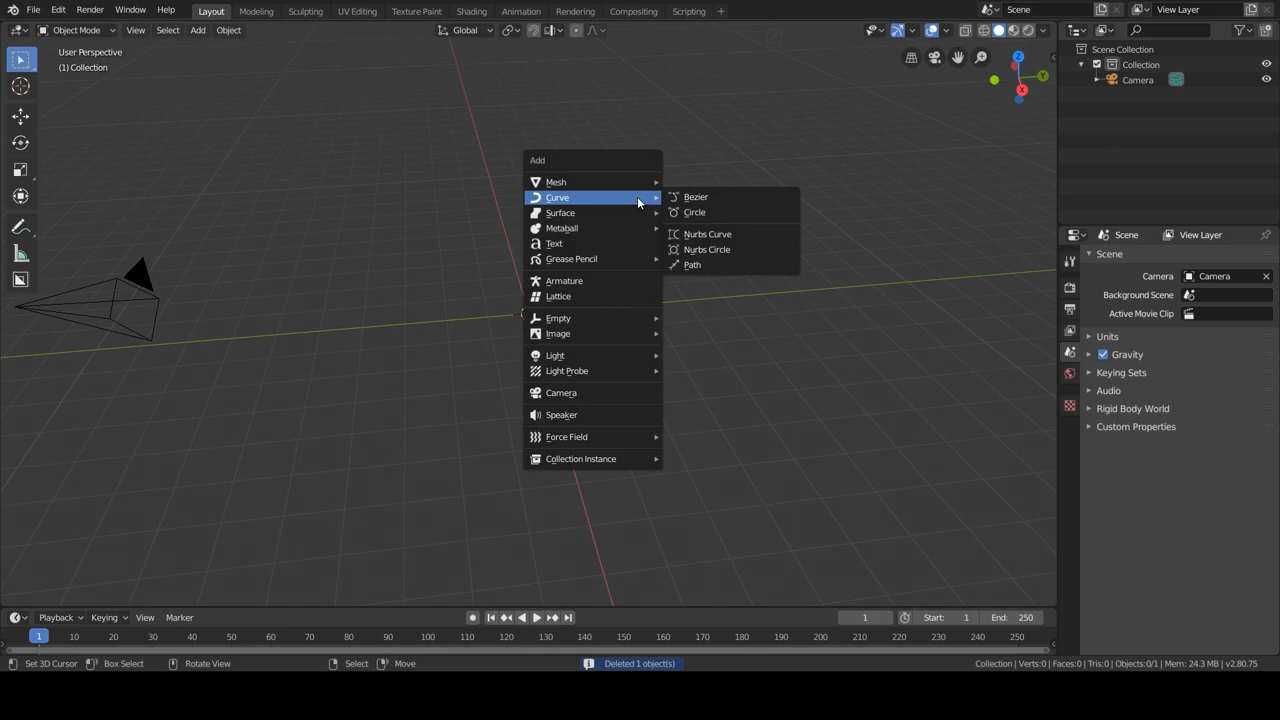 File Edit Render Window Help Layout Modeling Sculpting UV Editing Texture Paint Shading Animation Rendering Compositing Scripting + Scene View Layer
Object Mode View Select Add Object Global
User Perspective
(1) Collection
Z
Y
X
Add
Mesh
Curve
Surface
Metaball
Text
Grease Pencil
Armature
Lattice
Empty
Image
Light
Light Probe
Camera
Speaker
Force Field
Collection Instance
Bezier
Circle
Nurbs Curve
Nurbs Circle
Path
Scene Collection
Collection
Camera
Scene View Layer
Scene
Camera Camera
Background Scene
Active Movie Clip
Units
Gravity
Keying Sets
Audio
Rigid Body World
Custom Properties
Playback Keying View Marker 1 Start: 1 End: 250
1 10 20 30 40 50 60 70 80 90 100 110 120 130 140 150 160 170 180 190 200 210 220 230 240 250
Set 3D Cursor Box Select Rotate View Select Move Deleted 1 object(s) Collection | Verts:0 | Faces:0 | Tris:0 | Objects:0/1 | Mem: 24.3 MB | v2.80.75